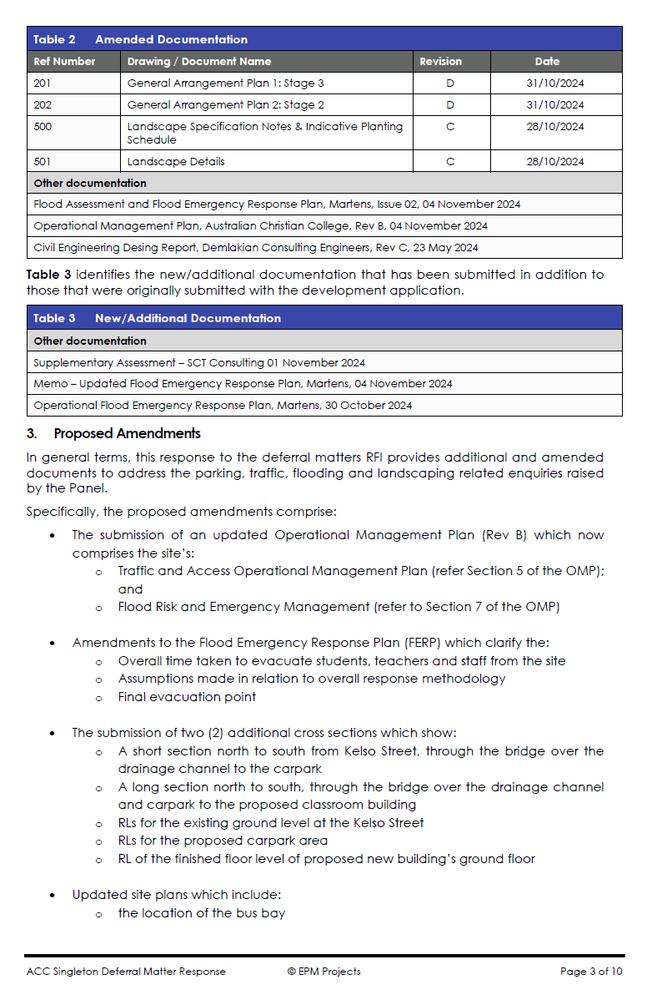 Table 2 Amended Documentation
Ref Number Drawing / Document Name Revision Date
201 General Arrangement Plan 1: Stage 3 D 31/10/2024
202 General Arrangement Plan 2: Stage 2 D 31/10/2024
500 Landscape Specification Notes & Indicative Planting C 28/10/2024
Schedule
501 Landscape Details C 28/10/2024
Other documentation
Flood Assessment and Flood Emergency Response Plan, Martens, Issue 02, 04 November 2024
Operational Management Plan, Australian Christian College, Rev B, 04 November 2024
Civil Engineering Desing Report, Demlakian Consulting Engineers, Rev C, 23 May 2024
Table 3 identifies the new/additional documentation that has been submitted in addition to
those that were originally submitted with the development application.
Table 3 New/Additional Documentation
Other documentation
Supplementary Assessment – SCT Consulting 01 November 2024
Memo – Updated Flood Emergency Response Plan, Martens, 04 November 2024
Operational Flood Emergency Response Plan, Martens, 30 October 2024
3. Proposed Amendments
In general terms, this response to the deferral matters RFI provides additional and amended
documents to address the parking, traffic, flooding and landscaping related enquiries raised
by the Panel.
Specifically, the proposed amendments comprise:
• The submission of an updated Operational Management Plan (Rev B) which now
comprises the site's:
o Traffic and Access Operational Management Plan (refer Section 5 of the OMP);
and
o Flood Risk and Emergency Management (refer to Section 7 of the OMP)
• Amendments to the Flood Emergency Response Plan (FERP) which clarify the:
o Overall time taken to evacuate students, teachers and staff from the site
o Assumptions made in relation to overall response methodology
o Final evacuation point
• The submission of two (2) additional cross sections which show:
o A short section north to south from Kelso Street, through the bridge over the
drainage channel to the carpark
o A long section north to south, through the bridge over the drainage channel
and carpark to the proposed classroom building
o RLs for the existing ground level at the Kelso Street
o RLs for the proposed carpark area
o RL of the finished floor level of proposed new building's ground floor
• Updated site plans which include:
o the location of the bus bay
ACC Singleton Deferral Matter Response © EPM Projects Page 3 of 10